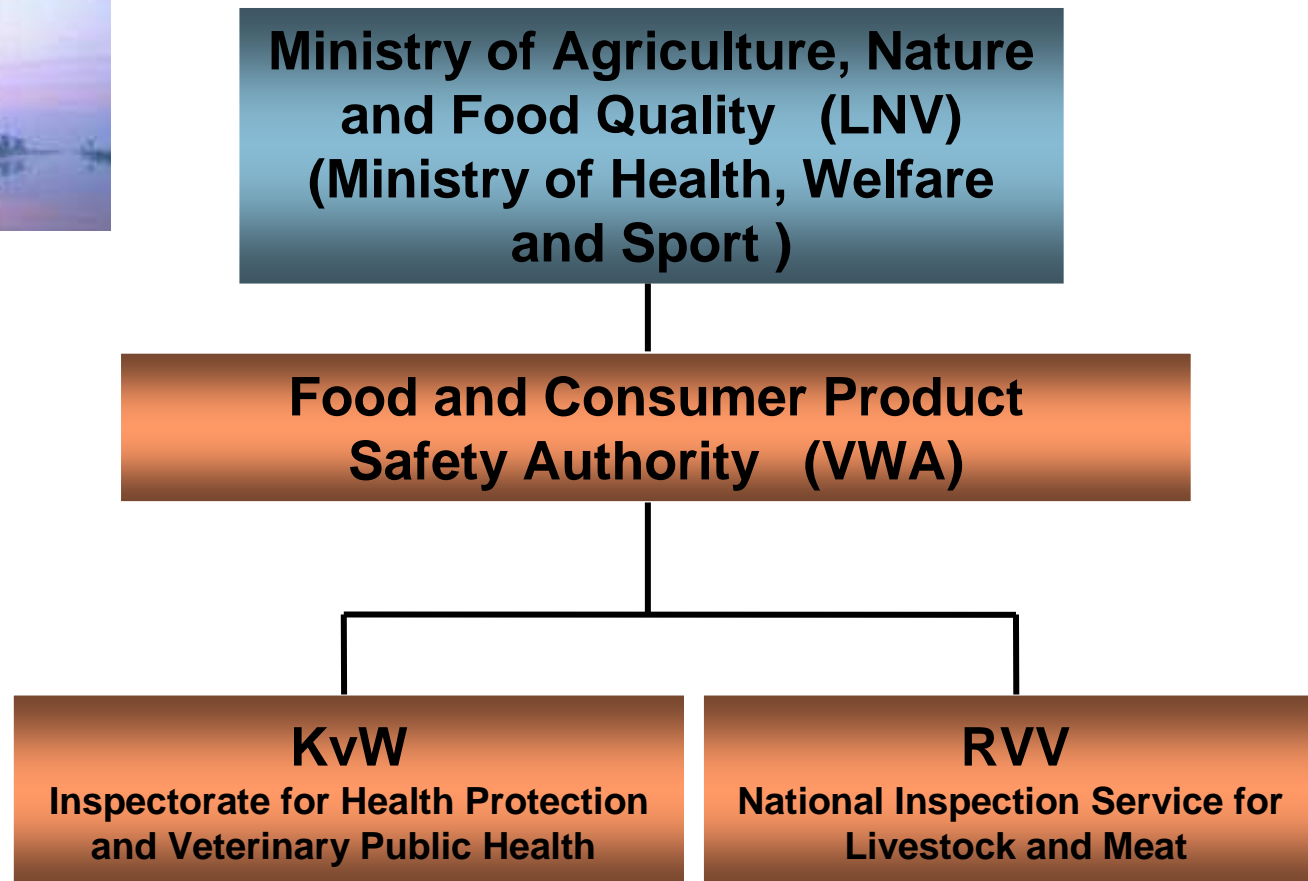 Ministry of Agriculture, Nature
and Food Quality (LNV)
(Ministry of Health, Welfare
and Sport )
Food and Consumer Product
Safety Authority (VWA)
KvW
Inspectorate for Health Protection
and Veterinary Public Health
RVV
National Inspection Service for
Livestock and Meat